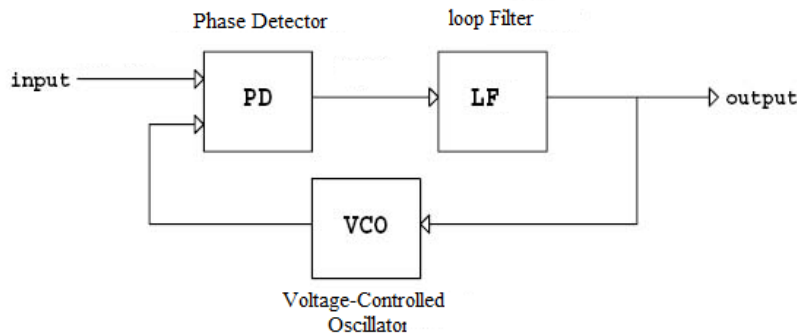 Phase Detector
loop Filter
input
PD
LF
output
VCO
Voltage-Controlled
Oscillator